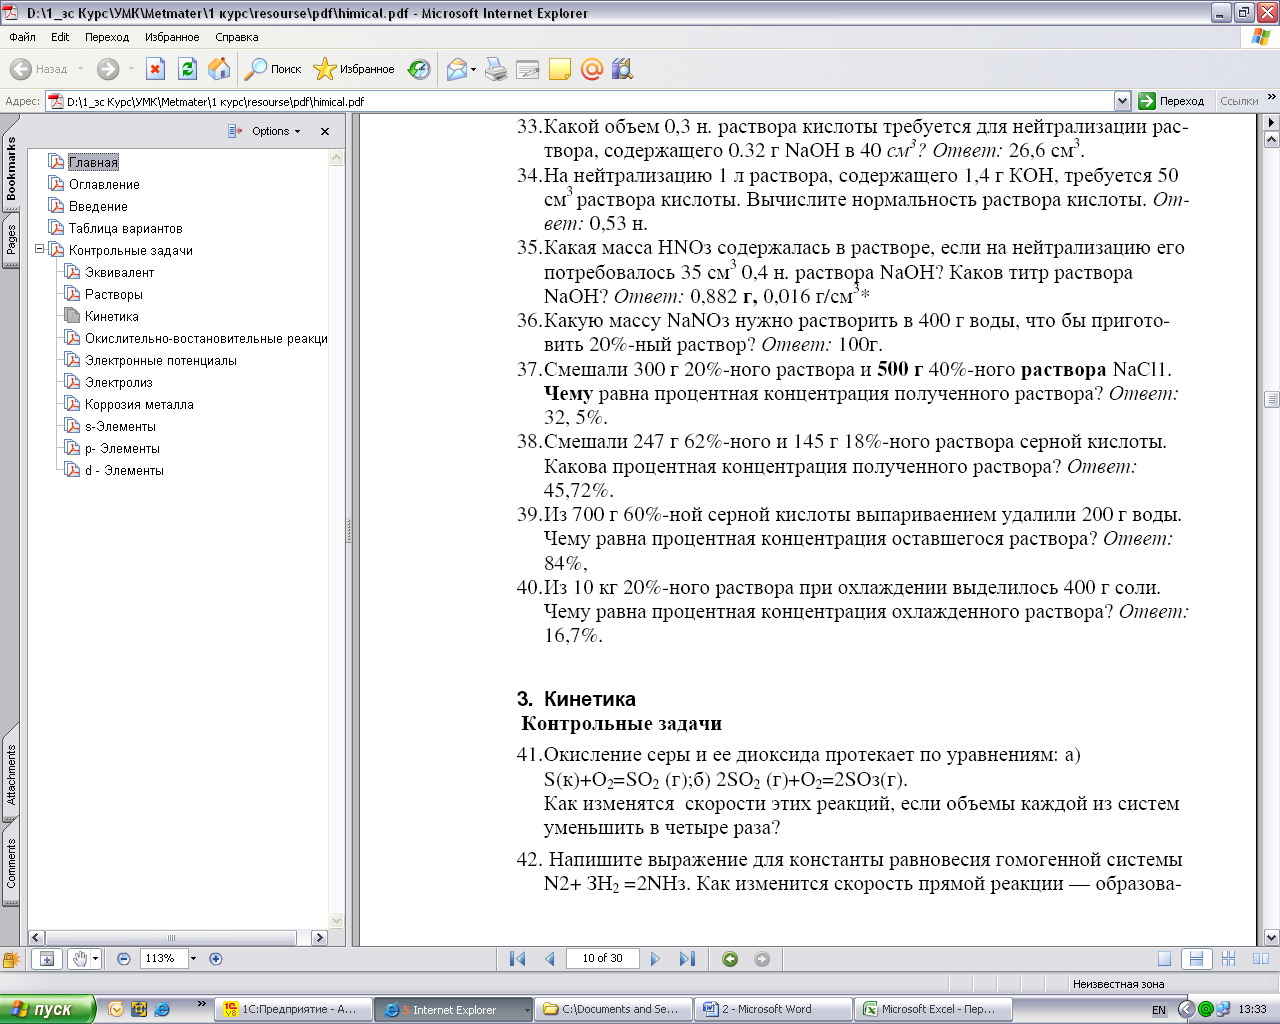 D:\1_зс Курс\УМК\Metmater\1 курс\resourse\pdf\himical.pdf - Microsoft Internet Explorer
Файл Edit Переход Избранное Справка
Назад Поиск Избранное
Адрес: D:\1_зс Курс\УМК\Metmater\1 курс\resourse\pdf\himical.pdf Переход Ссылки »
Options
Bookmarks
Pages
Attachments
Comments
Главная
Оглавление
Введение
Таблица вариантов
Контрольные задачи
Эквивалент
Растворы
Кинетика
Окислительно-востановительные реакци
Электронные потенциалы
Электролиз
Коррозия металла
s-Элементы
p- Элементы
d - Элементы
33.Какой объем 0,3 н. раствора кислоты требуется для нейтрализации рас-
твора, содержащего 0.32 г NaOH в 40 см³? Ответ: 26,6 см³.
34.На нейтрализацию 1 л раствора, содержащего 1,4 г КОН, требуется 50
см³ раствора кислоты. Вычислите нормальность раствора кислоты. От-
вет: 0,53 н.
35.Какая масса HNOз содержалась в растворе, если на нейтрализацию его
потребовалось 35 см³ 0,4 н. раствора NaOH? Каков титр раствора
NaOH? Ответ: 0,882 г, 0,016 г/см³*
36.Какую массу NaNOз нужно растворить в 400 г воды, что бы пригото-
вить 20%-ный раствор? Ответ: 100г.
37.Смешали 300 г 20%-ного раствора и 500 г 40%-ного раствора NaCl1.
Чему равна процентная концентрация полученного раствора? Ответ:
32, 5%.
38.Смешали 247 г 62%-ного и 145 г 18%-ного раствора серной кислоты.
Какова процентная концентрация полученного раствора? Ответ:
45,72%.
39.Из 700 г 60%-ной серной кислоты выпариваением удалили 200 г воды.
Чему равна процентная концентрация оставшегося раствора? Ответ:
84%,
40.Из 10 кг 20%-ного раствора при охлаждении выделилось 400 г соли.
Чему равна процентная концентрация охлажденного раствора? Ответ:
16,7%.
3. Кинетика
Контрольные задачи
41.Окисление серы и ее диоксида протекает по уравнениям: а)
S(к)+O₂=SO₂ (г);б) 2SO₂ (г)+O₂=2SOз(г).
Как изменятся скорости этих реакций, если объемы каждой из систем
уменьшить в четыре раза?
42. Напишите выражение для константы равновесия гомогенной системы
N2+ ЗН₂ =2NHз. Как изменится скорость прямой реакции — образова-
113% 10 of 30
Неизвестная зона
пуск » 1С:Предприятие - А... 5 Internet Explorer C:\Documents and Se... 2 - Microsoft Word Microsoft Excel - Пер... EN 13:33